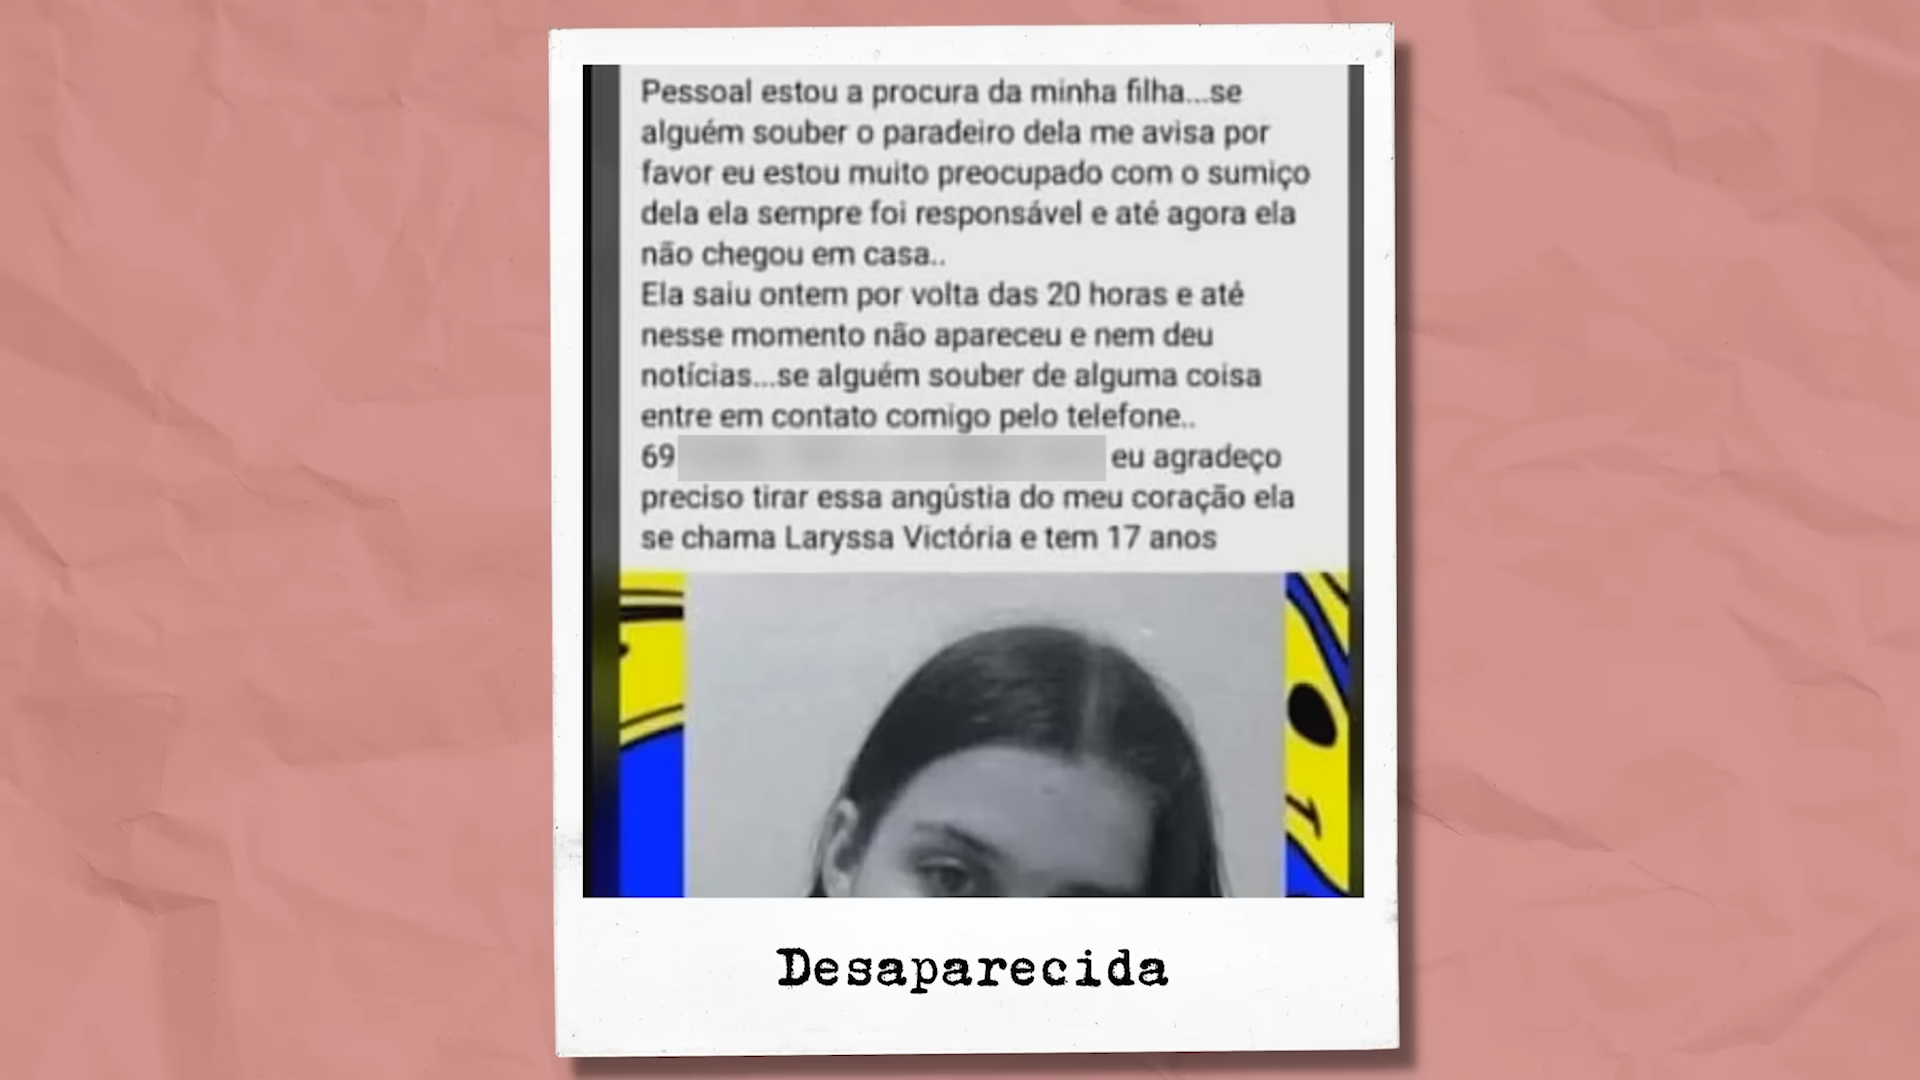 Pessoal estou a procura da minha filha...se
alguém souber o paradeiro dela me avisa por
favor eu estou muito preocupado com o sumiço
dela ela sempre foi responsável e até agora ela
não chegou em casa..
Ela saiu ontem por volta das 20 horas e até
nesse momento não apareceu e nem deu
notícias...se alguém souber de alguma coisa
entre em contato comigo pelo telefone..
69 eu agradeço
preciso tirar essa angústia do meu coração ela
se chama Laryssa Victória e tem 17 anos
Desaparecida